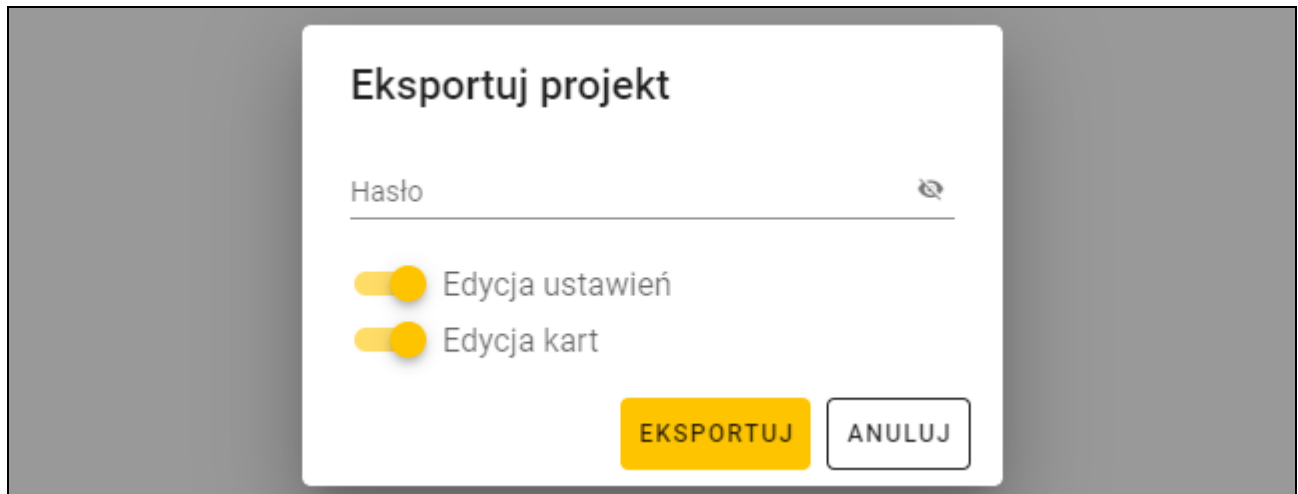 Eksportuj projekt
Hasło
Edycja ustawień
Edycja kart
EKSPORTUJ ANULUJ